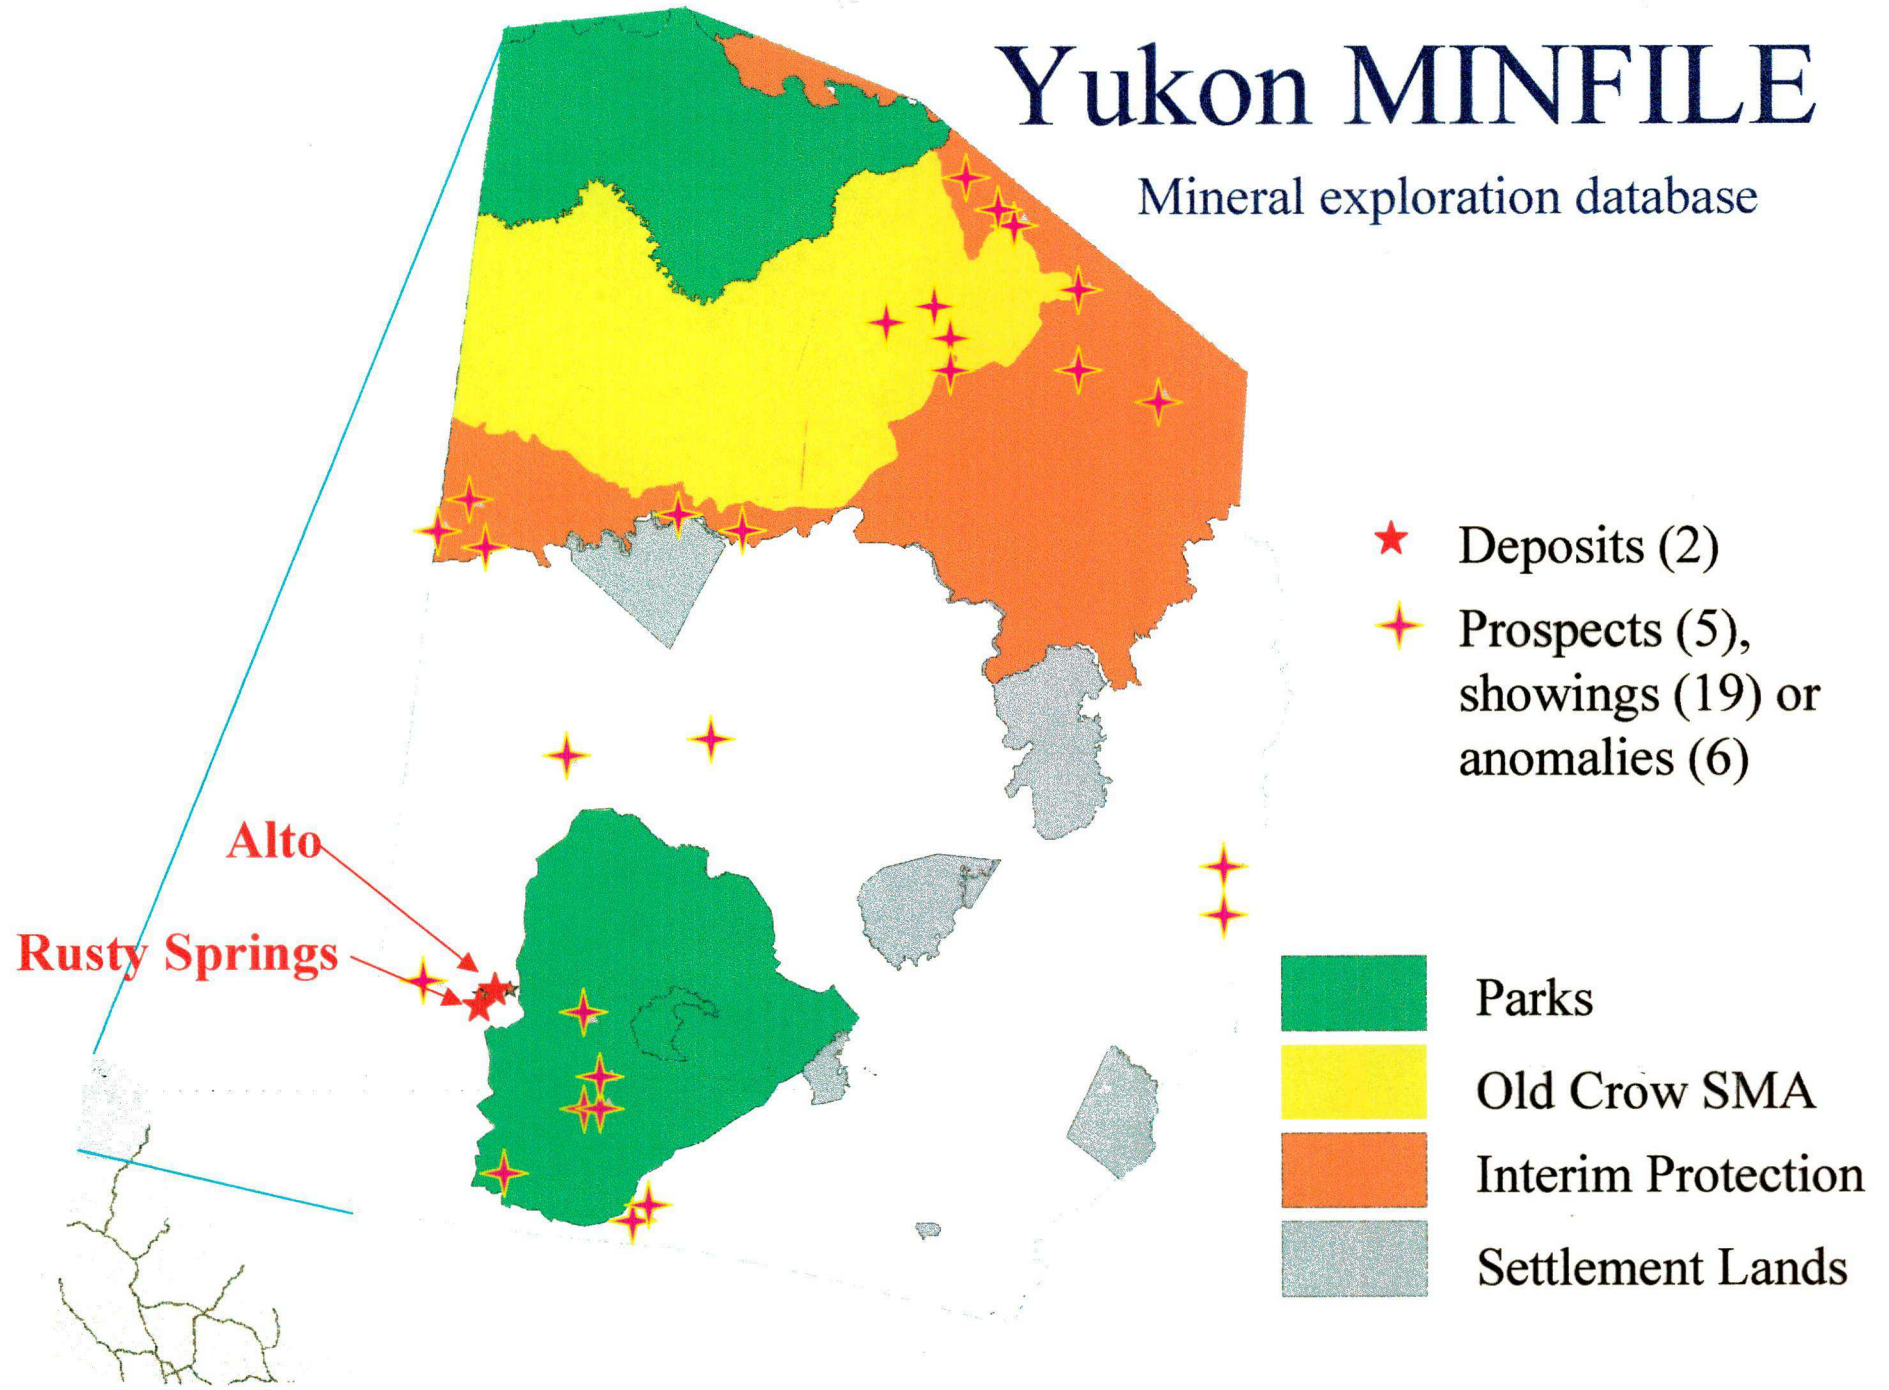 Yukon MINFILE
Mineral exploration database
Deposits (2)
Prospects (5),
showings (19) or
anomalies (6)
Alto
Rusty Springs
Parks
Old Crow SMA
Interim Protection
Settlement Lands